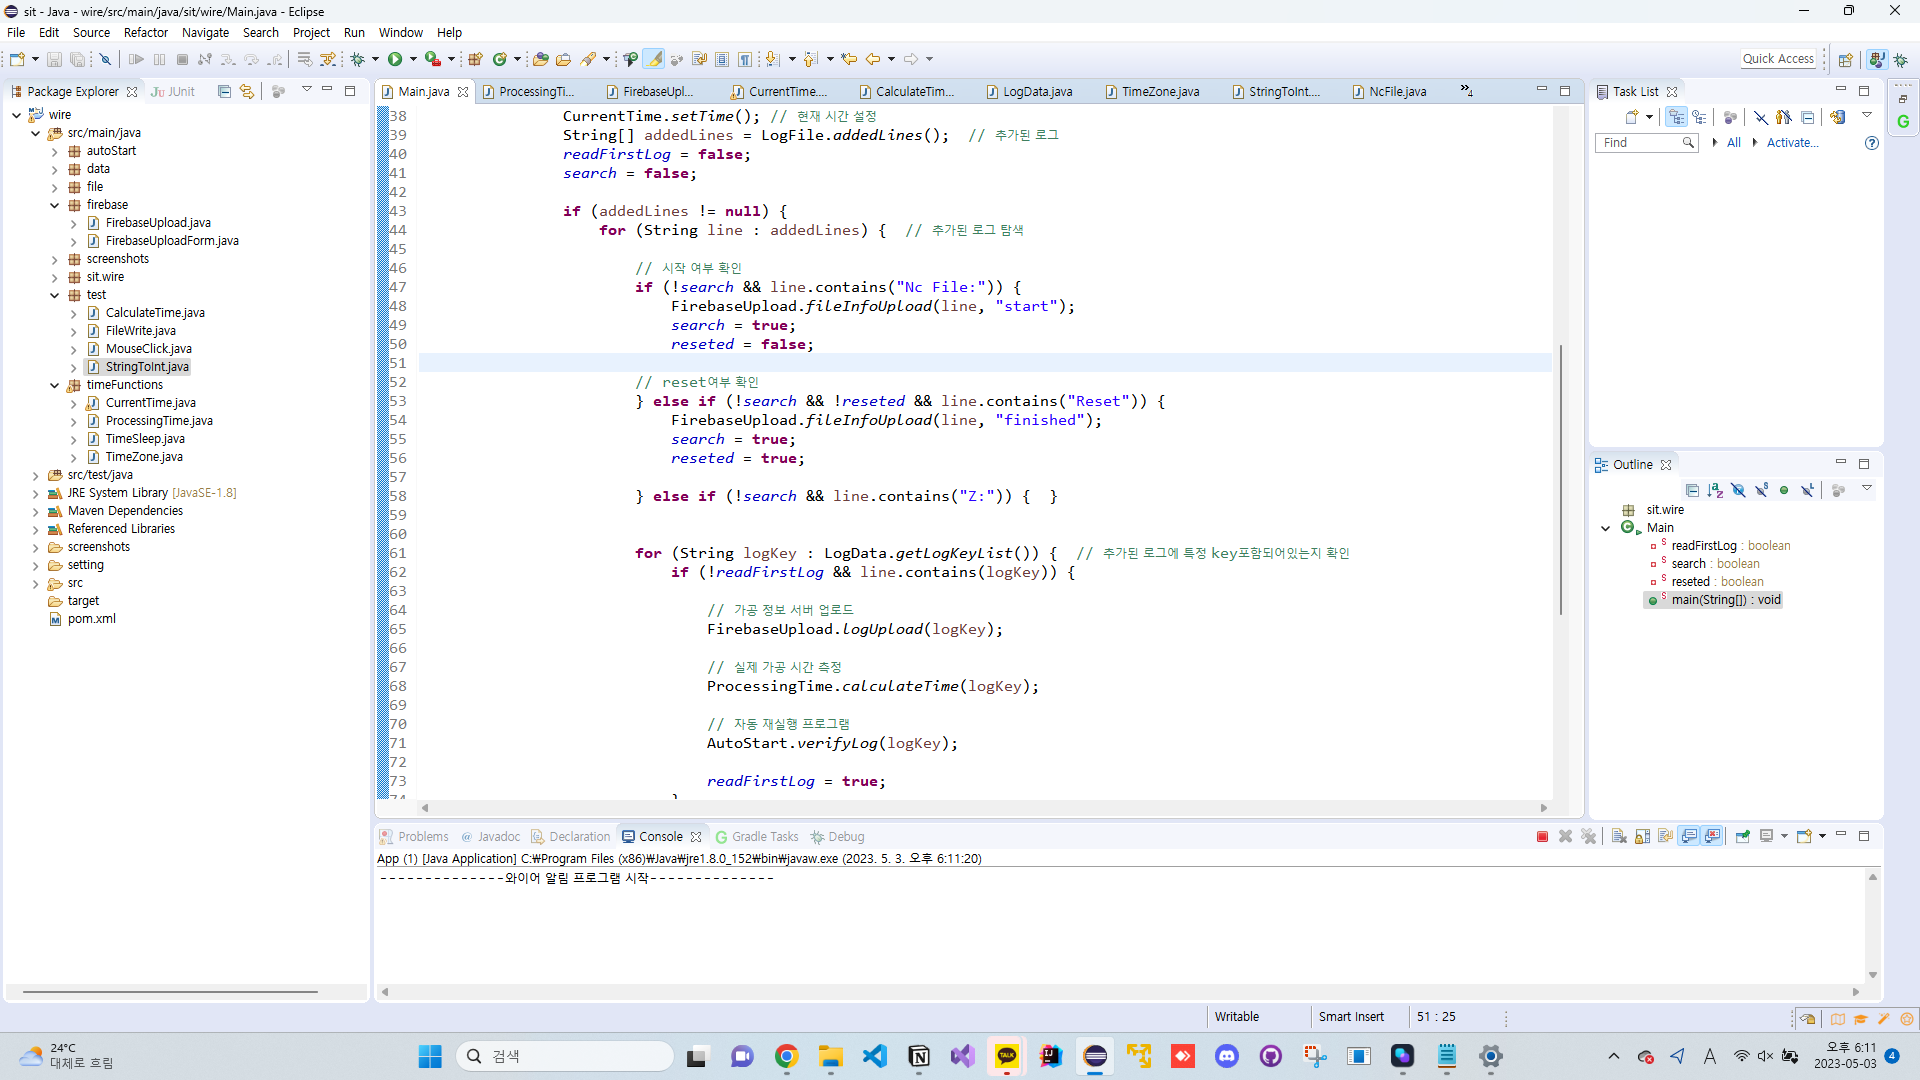 sit - Java - wire/src/main/java/sit/wire/Main.java - Eclipse
File Edit Source Refactor Navigate Search Project Run Window Help
Quick Access
Package Explorer
JUnit
wire
src/main/java
autoStart
data
file
firebase
FirebaseUpload.java
FirebaseUploadForm.java
screenshots
sit.wire
test
CalculateTime.java
FileWrite.java
MouseClick.java
StringToInt.java
timeFunctions
CurrentTime.java
ProcessingTime.java
TimeSleep.java
TimeZone.java
src/test/java
JRE System Library [JavaSE-1.8]
Maven Dependencies
Referenced Libraries
screenshots
setting
src
target
pom.xml
Main.java ProcessingTi... FirebaseUpl... CurrentTime.... CalculateTim... LogData.java TimeZone.java StringToInt.... NcFile.java »4
38 CurrentTime.setTime(); // 현재 시간 설정
39 String[] addedLines = LogFile.addedLines(); // 추가된 로그
40 readFirstLog = false;
41 search = false;
42
43 if (addedLines != null) {
44 for (String line : addedLines) { // 추가된 로그 탐색
45
46 // 시작 여부 확인
47 if (!search && line.contains("Nc File:")) {
48 FirebaseUpload.fileInfoUpload(line, "start");
49 search = true;
50 reseted = false;
51
52 // reset여부 확인
53 } else if (!search && !reseted && line.contains("Reset")) {
54 FirebaseUpload.fileInfoUpload(line, "finished");
55 search = true;
56 reseted = true;
57
58 } else if (!search && line.contains("Z:")) { }
59
60
61 for (String logKey : LogData.getLogKeyList()) { // 추가된 로그에 특정 key포함되어있는지 확인
62 if (!readFirstLog && line.contains(logKey)) {
63
64 // 가공 정보 서버 업로드
65 FirebaseUpload.logUpload(logKey);
66
67 // 실제 가공 시간 측정
68 ProcessingTime.calculateTime(logKey);
69
70 // 자동 재실행 프로그램
71 AutoStart.verifyLog(logKey);
72
73 readFirstLog = true;
74 }
Task List
Find
All
Activate...
Outline
sit.wire
Main
readFirstLog : boolean
search : boolean
reseted : boolean
main(String[]) : void
Problems Javadoc Declaration Console Gradle Tasks Debug
App (1) [Java Application] C:₩Program Files (x86)₩Java₩jre1.8.0_152₩bin₩javaw.exe (2023. 5. 3. 오후 6:11:20)
--------------와이어 알림 프로그램 시작--------------
Writable
Smart Insert
51 : 25
24°C
대체로 흐림
검색
TALK
A
오후 6:11
2023-05-03
4